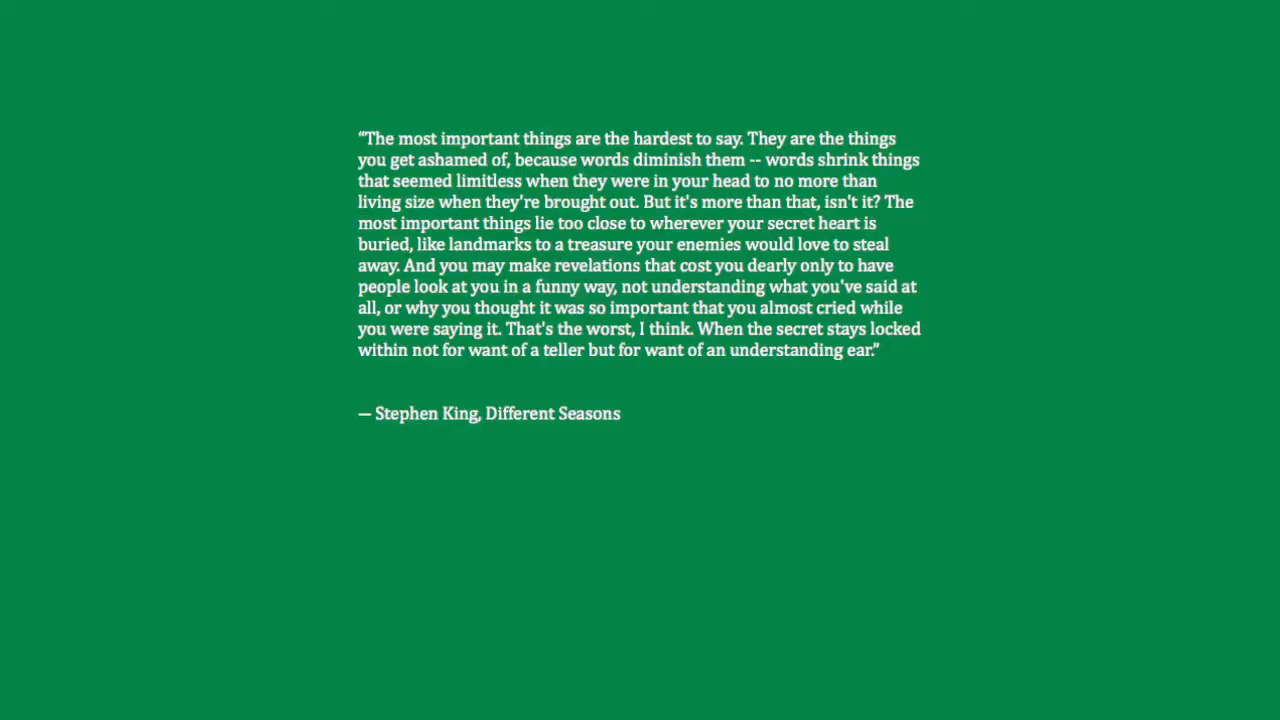 “The most important things are the hardest to say. They are the things
you get ashamed of, because words diminish them -- words shrink things
that seemed limitless when they were in your head to no more than
living size when they're brought out. But it's more than that, isn't it? The
most important things lie too close to wherever your secret heart is
buried, like landmarks to a treasure your enemies would love to steal
away. And you may make revelations that cost you dearly only to have
people look at you in a funny way, not understanding what you've said at
all, or why you thought it was so important that you almost cried while
you were saying it. That's the worst, I think. When the secret stays locked
within not for want of a teller but for want of an understanding ear.”
— Stephen King, Different Seasons